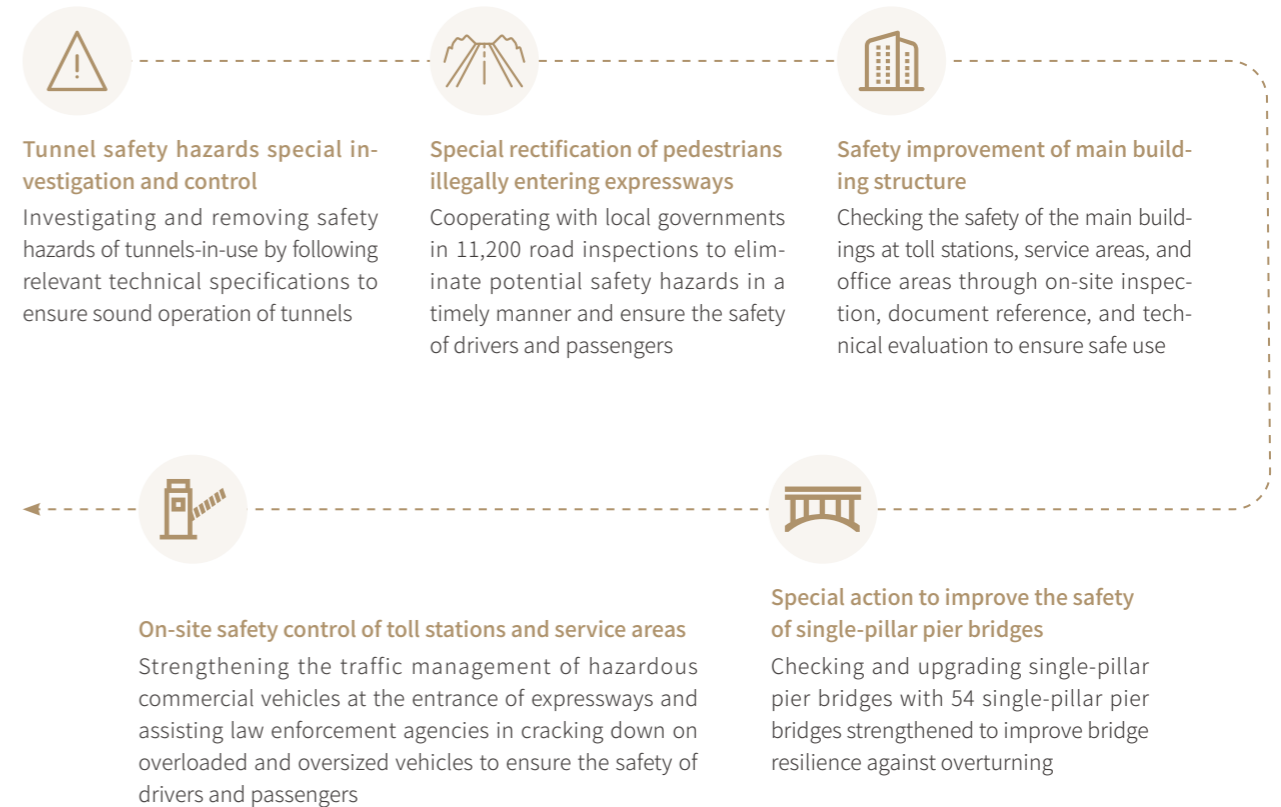 Tunnel safety hazards special in-
vestigation and control
Investigating and removing safety
hazards of tunnels-in-use by following
relevant technical specifications to
ensure sound operation of tunnels
Special rectification of pedestrians
illegally entering expressways
Cooperating with local governments
in 11,200 road inspections to elim-
inate potential safety hazards in a
timely manner and ensure the safety
of drivers and passengers
Safety improvement of main build-
ing structure
Checking the safety of the main build-
ings at toll stations, service areas, and
office areas through on-site inspec-
tion, document reference, and tech-
nical evaluation to ensure safe use
Special action to improve the safety
of single-pillar pier bridges
Checking and upgrading single-pillar
pier bridges with 54 single-pillar pier
bridges strengthened to improve bridge
resilience against overturning
On-site safety control of toll stations and service areas
Strengthening the traffic management of hazardous
commercial vehicles at the entrance of expressways and
assisting law enforcement agencies in cracking down on
overloaded and oversized vehicles to ensure the safety of
drivers and passengers